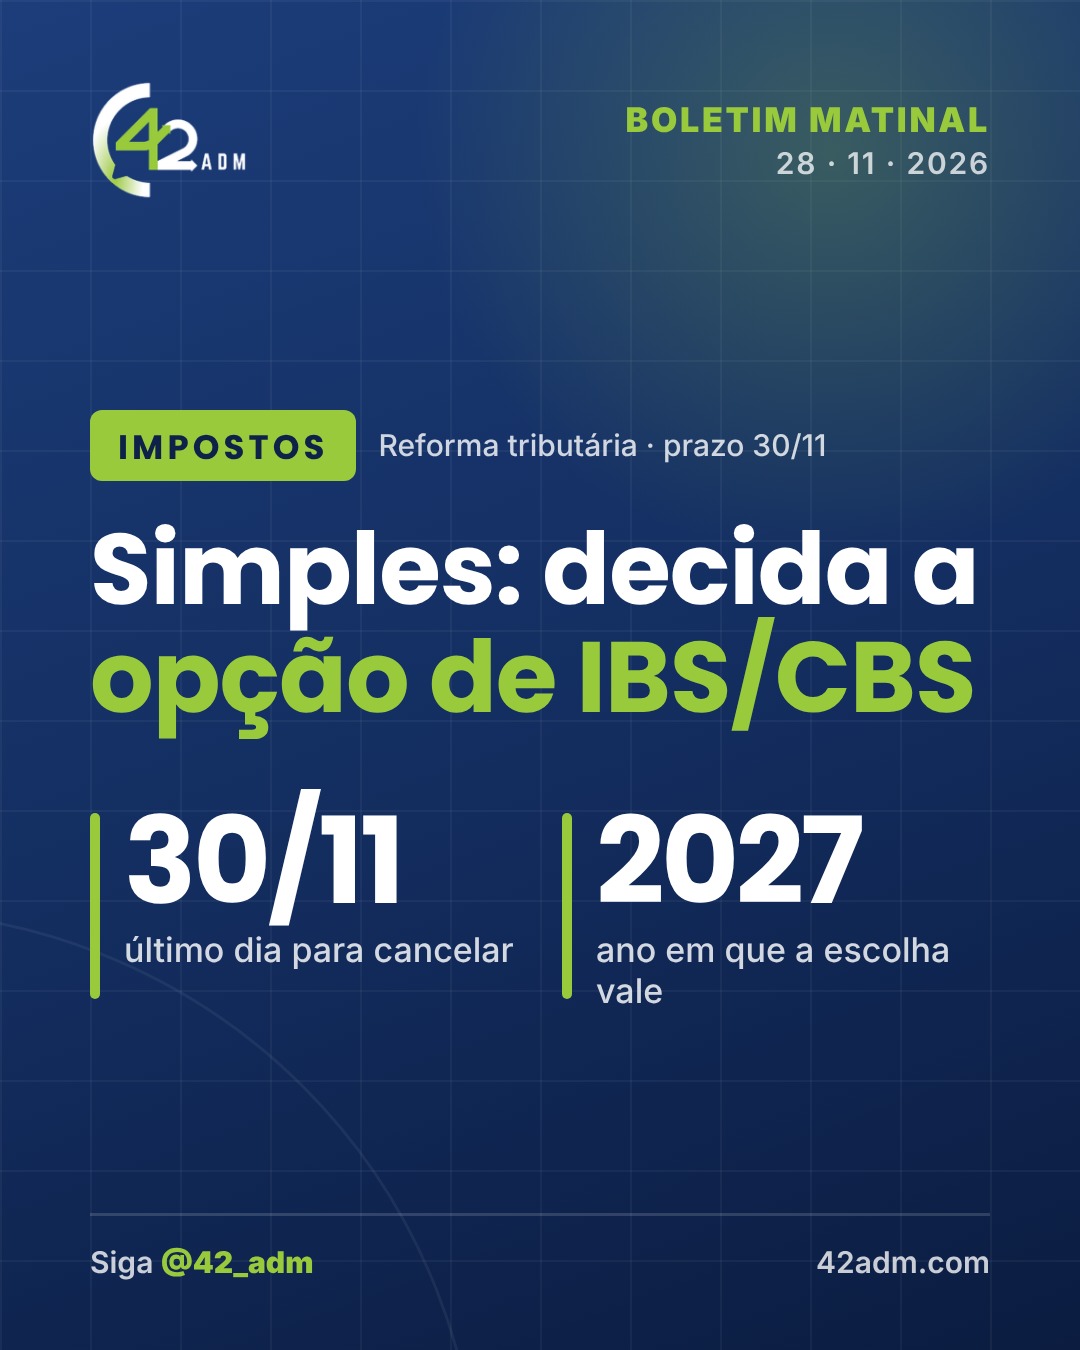 42 ADM
BOLETIM MATINAL
28 · 11 · 2026
IMPOSTOS
Reforma tributária · prazo 30/11
Simples: decida a
opção de IBS/CBS
30/11
último dia para cancelar
2027
ano em que a escolha
vale
Siga @42_adm
42adm.com